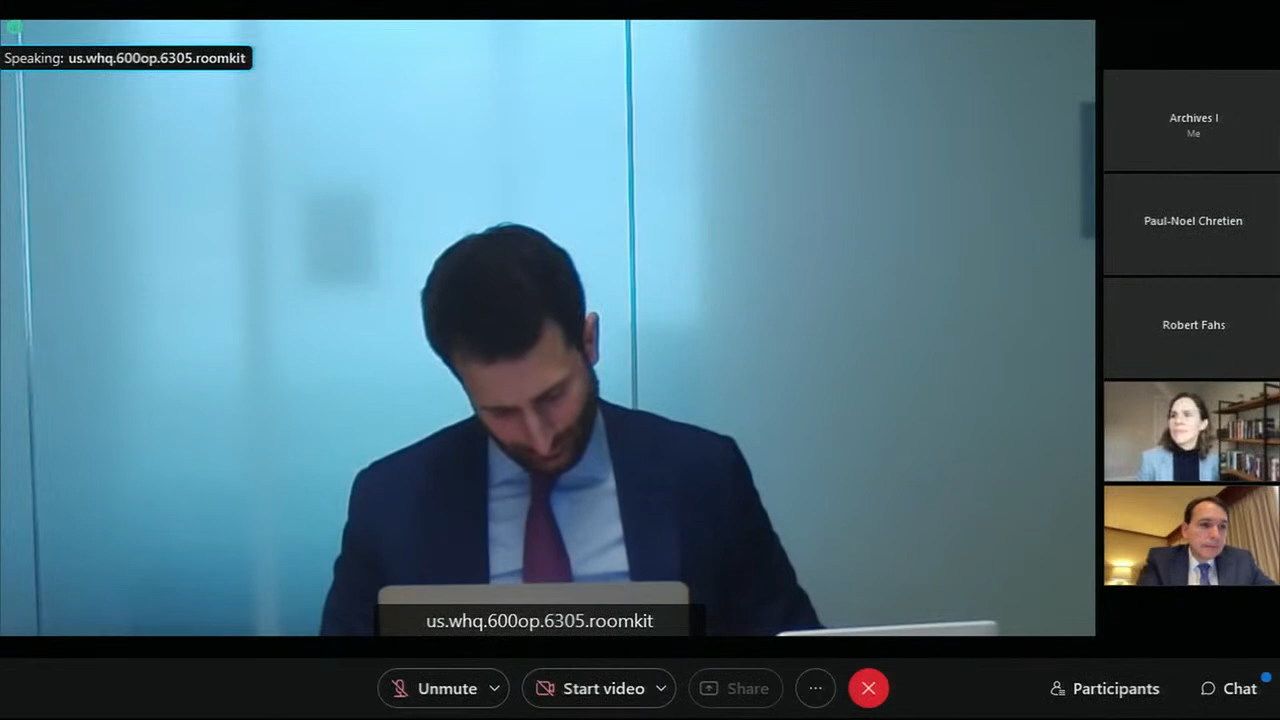 Speaking: us.whq.600op.6305.roomkit
Archives I
Me
Paul-Noel Chretien
Robert Fahs
us.whq.600op.6305.roomkit
Unmute
Start video
Share
Participants
Chat